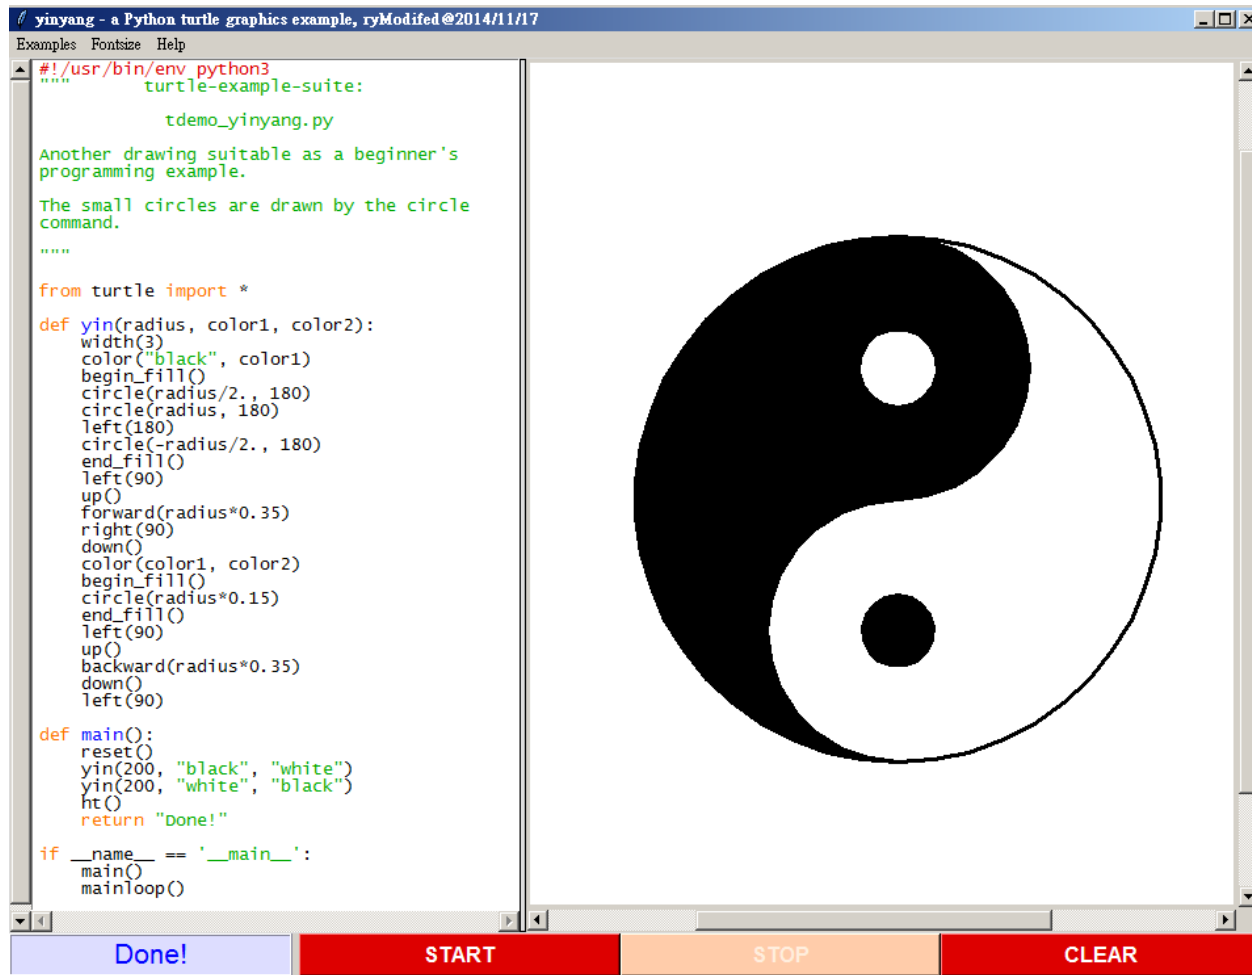 yinyang - a Python turtle graphics example, ryModifed@2014/11/17
Examples Fontsize Help
#!/usr/bin/env python3
"""       turtle-example-suite:

            tdemo_yinyang.py

Another drawing suitable as a beginner's
programming example.

The small circles are drawn by the circle
command.

"""

from turtle import *

def yin(radius, color1, color2):
    width(3)
    color("black", color1)
    begin_fill()
    circle(radius/2., 180)
    circle(radius, 180)
    left(180)
    circle(-radius/2., 180)
    end_fill()
    left(90)
    up()
    forward(radius*0.35)
    right(90)
    down()
    color(color1, color2)
    begin_fill()
    circle(radius*0.15)
    end_fill()
    left(90)
    up()
    backward(radius*0.35)
    down()
    left(90)

def main():
    reset()
    yin(200, "black", "white")
    yin(200, "white", "black")
    ht()
    return "Done!"

if __name__ == '__main__':
    main()
    mainloop()
Done! START STOP CLEAR